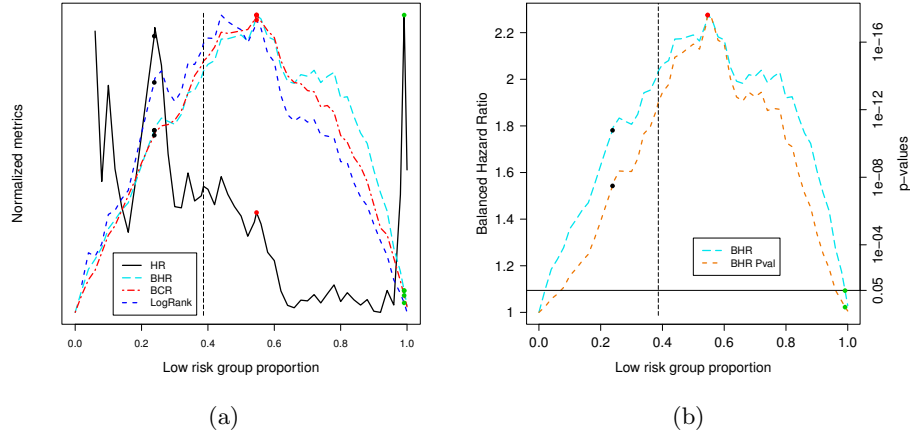 Normalized metrics
HR
BHR
BCR
LogRank
0.0 0.2 0.4 0.6 0.8 1.0
Low risk group proportion
(a)
Balanced Hazard Ratio
2.2
2
1.8
1.6
1.4
1.2
1
BHR
BHR Pval
1e-16
1e-12
1e-08
1e-04
0.05
p-values
0.0 0.2 0.4 0.6 0.8 1.0
Low risk group proportion
(b)